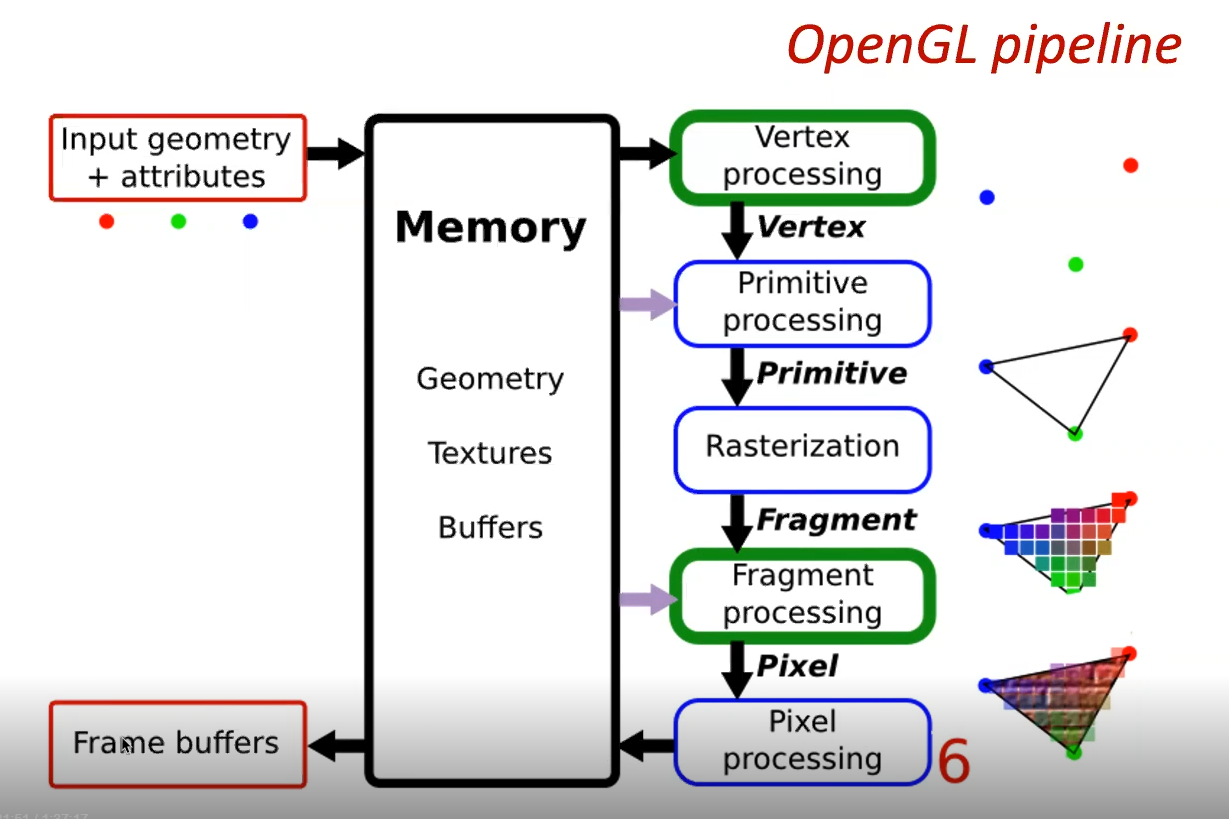 OpenGL pipeline
Input geometry
+ attributes
Memory
Geometry
Textures
Buffers
Vertex
processing
Vertex
Primitive
processing
Primitive
Rasterization
Fragment
Fragment
processing
Pixel
Pixel
processing
6
Frame buffers